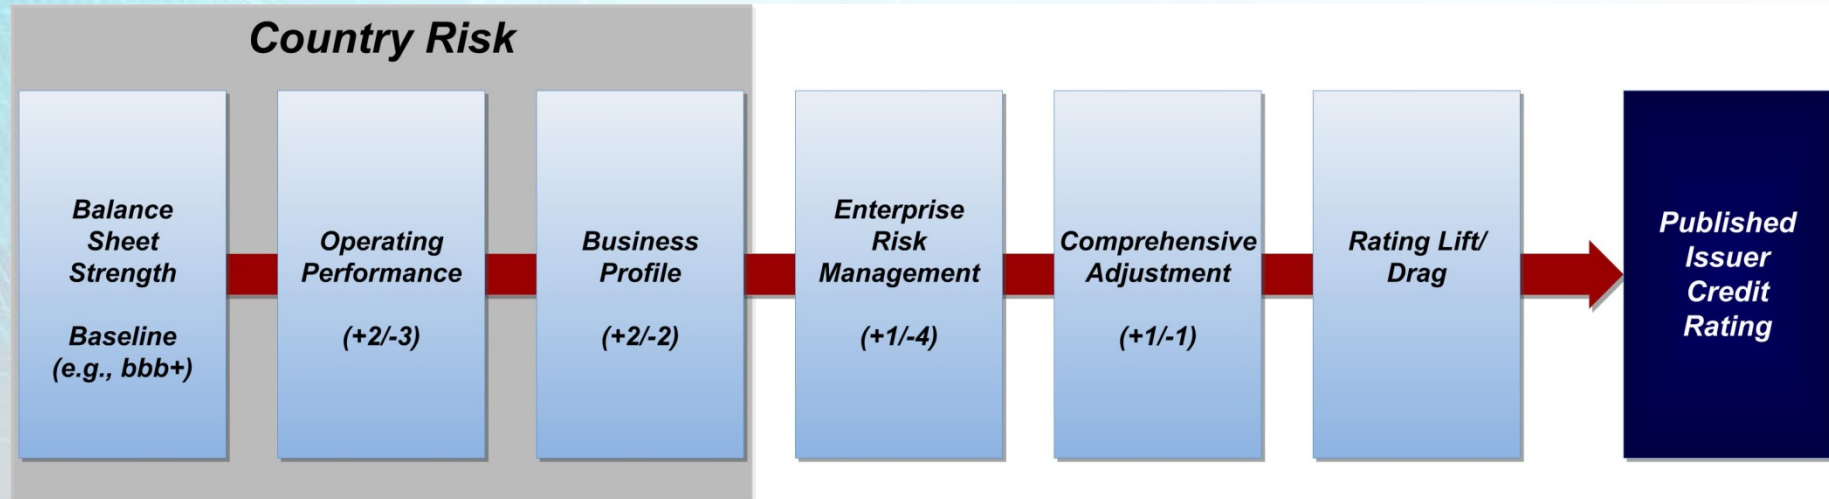 Country Risk
Balance
Sheet
Strength
Baseline
(e.g., bbb+)
Operating
Performance
(+2/-3)
Business
Profile
(+2/-2)
Enterprise
Risk
Management
(+1/-4)
Comprehensive
Adjustment
(+1/-1)
Rating Lift/
Drag
Published
Issuer
Credit
Rating